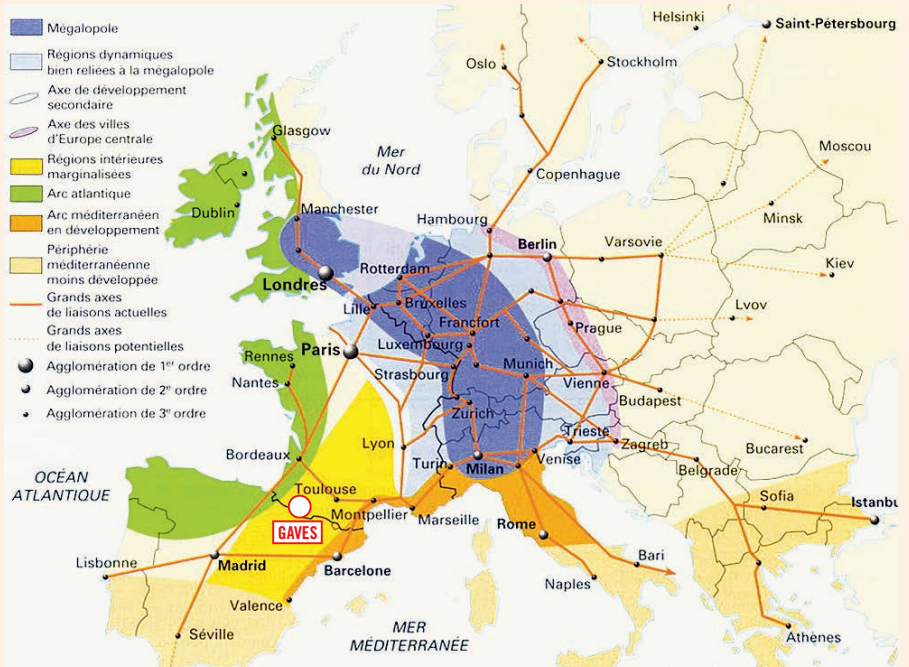 Mégalopole
Régions dynamiques
bien reliées à la mégalopole
Axe de développement
secondaire
Axe des villes
d'Europe centrale
Régions intérieures
marginalisées
Arc atlantique
Arc méditerranéen
en développement
Périphérie
méditerranéenne
moins développée
Grands axes
de liaisons actuelles
Grands axes
de liaisons potentielles
Agglomération de 1er ordre
Agglomération de 2e ordre
Agglomération de 3e ordre
Helsinki
Saint-Pétersbourg
Oslo
Stockholm
Glasgow
Mer
du Nord
Moscou
Copenhague
Dublin
Manchester
Minsk
Hambourg
Berlin
Varsovie
Kiev
Londres
Rotterdam
Lille
Bruxelles
Lvov
Francfort
Prague
Rennes
Paris
Luxembourg
Nantes
Strasbourg
Munich
Vienne
Budapest
Zurich
Bordeaux
Lyon
Trieste
Zagreb
Bucarest
Turin
Milan
Venise
Belgrade
OCÉAN
ATLANTIQUE
Toulouse
Montpellier
Marseille
Sofia
Istanbu
GAVES
Rome
Lisbonne
Madrid
Barcelone
Bari
Valence
Naples
Séville
MER
MÉDITERRANÉE
Athènes